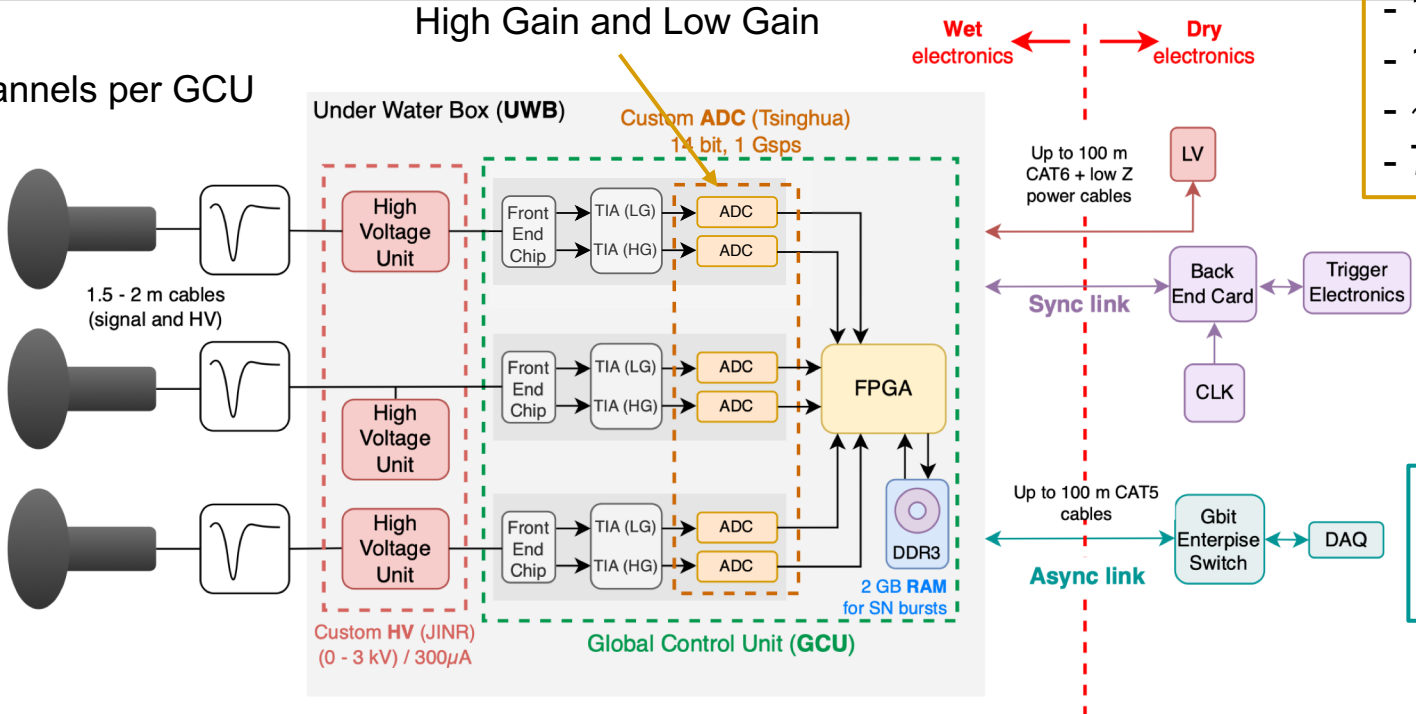 High Gain and Low Gain
annels per GCU
Wet
electronics
Dry
electronics
Under Water Box (UWB)
Custom ADC (Tsinghua)
14 bit, 1 Gsps
Up to 100 m
CAT6 + low Z
power cables
LV
High
Voltage
Unit
Front
End
Chip
TIA (LG)
TIA (HG)
ADC
ADC
1.5 - 2 m cables
(signal and HV)
Sync link
Back
End Card
Trigger
Electronics
CLK
High
Voltage
Unit
Front
End
Chip
TIA (LG)
TIA (HG)
ADC
ADC
FPGA
High
Voltage
Unit
Front
End
Chip
TIA (LG)
TIA (HG)
ADC
ADC
DDR3
2 GB RAM
for SN bursts
Up to 100 m CAT5
cables
Async link
Gbit
Enterpise
Switch
DAQ
Custom HV (JINR)
(0 - 3 kV) / 300µA
Global Control Unit (GCU)